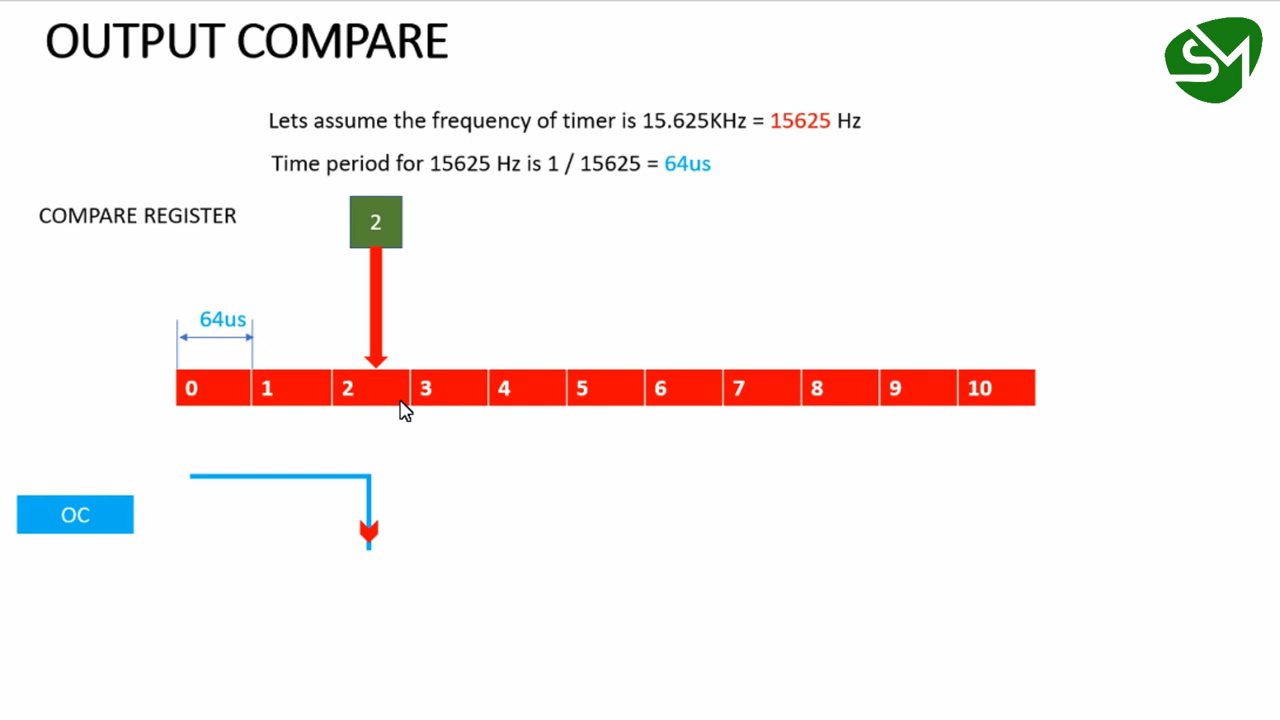 OUTPUT COMPARE
SM
Lets assume the frequency of timer is 15.625KHz = 15625 Hz
Time period for 15625 Hz is 1 / 15625 = 64us
COMPARE REGISTER
2
64us
0 1 2 3 4 5 6 7 8 9 10
OC